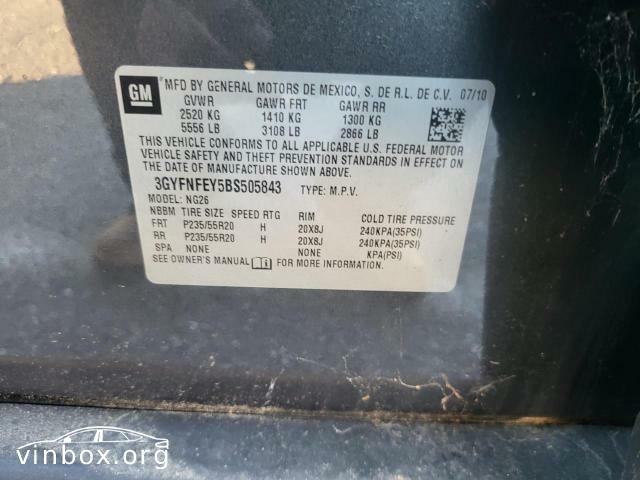 GM
MFD BY GENERAL MOTORS DE MEXICO, S. DE R.L. DE C.V. 07/10
GVWR GAWR FRT GAWR RR
2520 KG 1410 KG 1300 KG
5556 LB 3108 LB 2866 LB
THIS VEHICLE CONFORMS TO ALL APPLICABLE U.S. FEDERAL MOTOR
VEHICLE SAFETY AND THEFT PREVENTION STANDARDS IN EFFECT ON
THE DATE OF MANUFACTURE SHOWN ABOVE.
3GYFNFEY5BS505843 TYPE: M.P.V.
MODEL: NG26
NBBM TIRE SIZE SPEED RTG RIM COLD TIRE PRESSURE
FRT P235/55R20 H 20X8J 240KPA(35PSI)
RR P235/55R20 H 20X8J 240KPA(35PSI)
SPA NONE NONE KPA(PSI)
SEE OWNER'S MANUAL FOR MORE INFORMATION.
vinbox.org